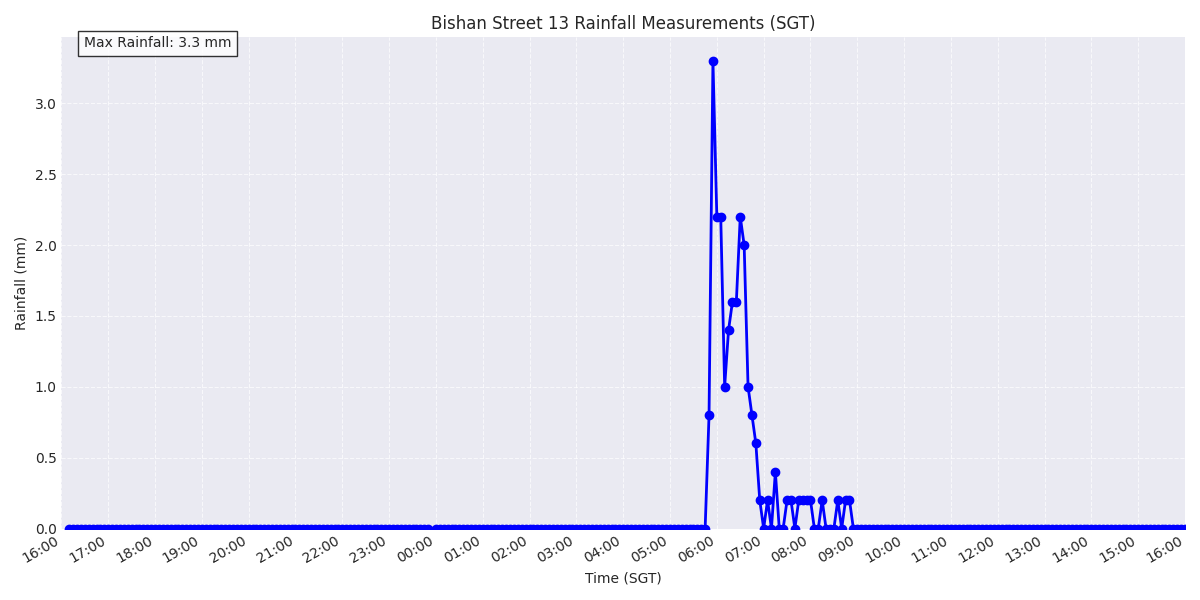 Bishan Street 13 Rainfall Measurements (SGT)
Max Rainfall: 3.3 mm
Rainfall (mm)
3.0
2.5
2.0
1.5
1.0
0.5
0.0
16:00 17:00 18:00 19:00 20:00 21:00 22:00 23:00 00:00 01:00 02:00 03:00 04:00 05:00 06:00 07:00 08:00 09:00 10:00 11:00 12:00 13:00 14:00 15:00 16:00
Time (SGT)